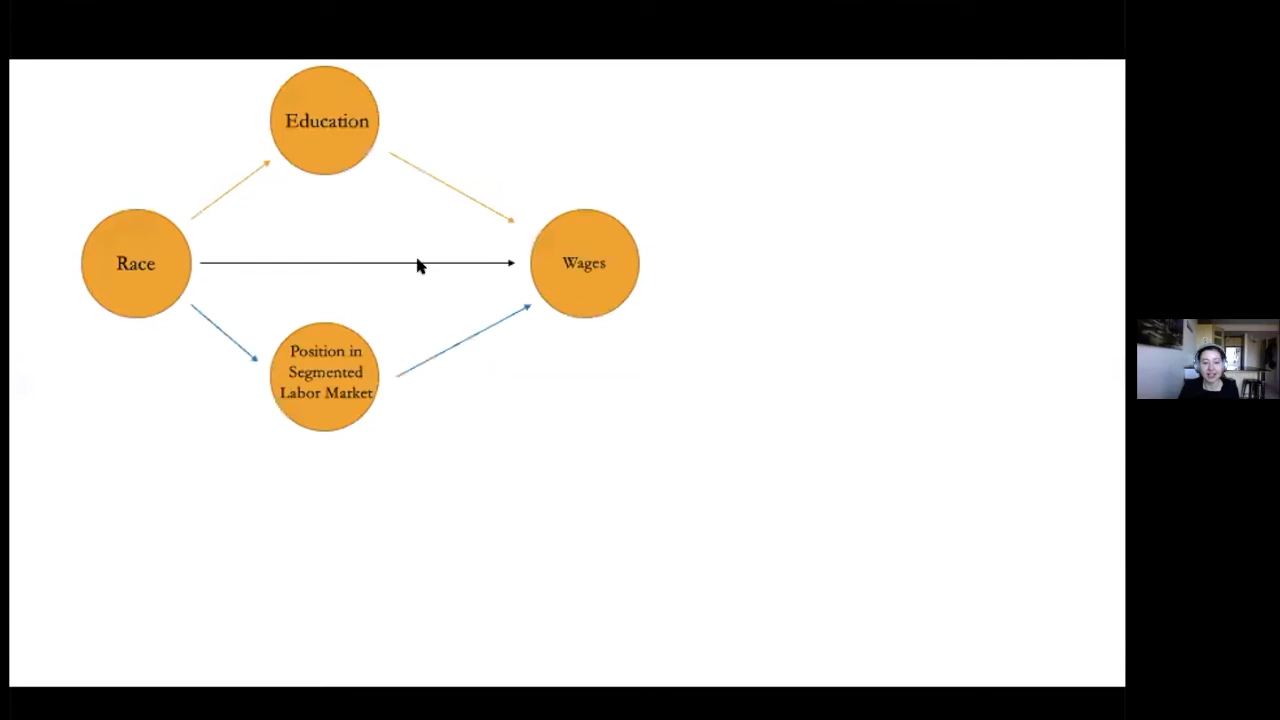 Education
Race
Wages
Position in
Segmented
Labor Market